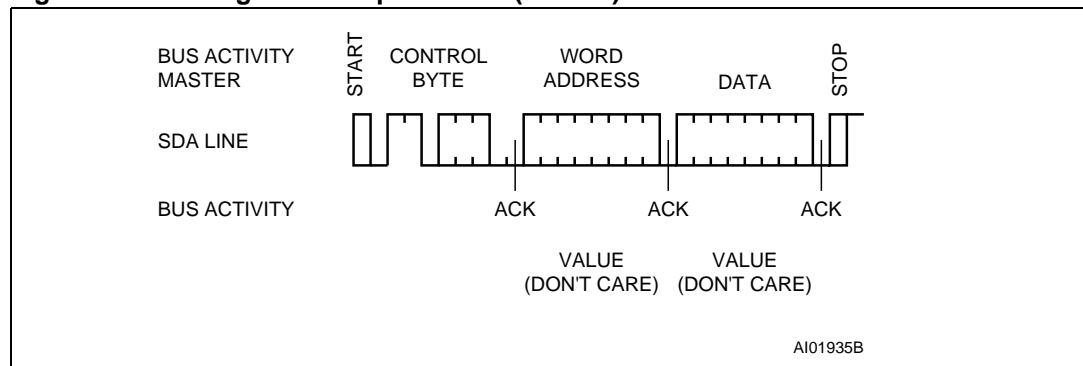 BUS ACTIVITY
MASTER
START
CONTROL
BYTE
WORD
ADDRESS
DATA
STOP
SDA LINE
BUS ACTIVITY
ACK
ACK
ACK
VALUE
(DON'T CARE)
VALUE
(DON'T CARE)
AI01935B